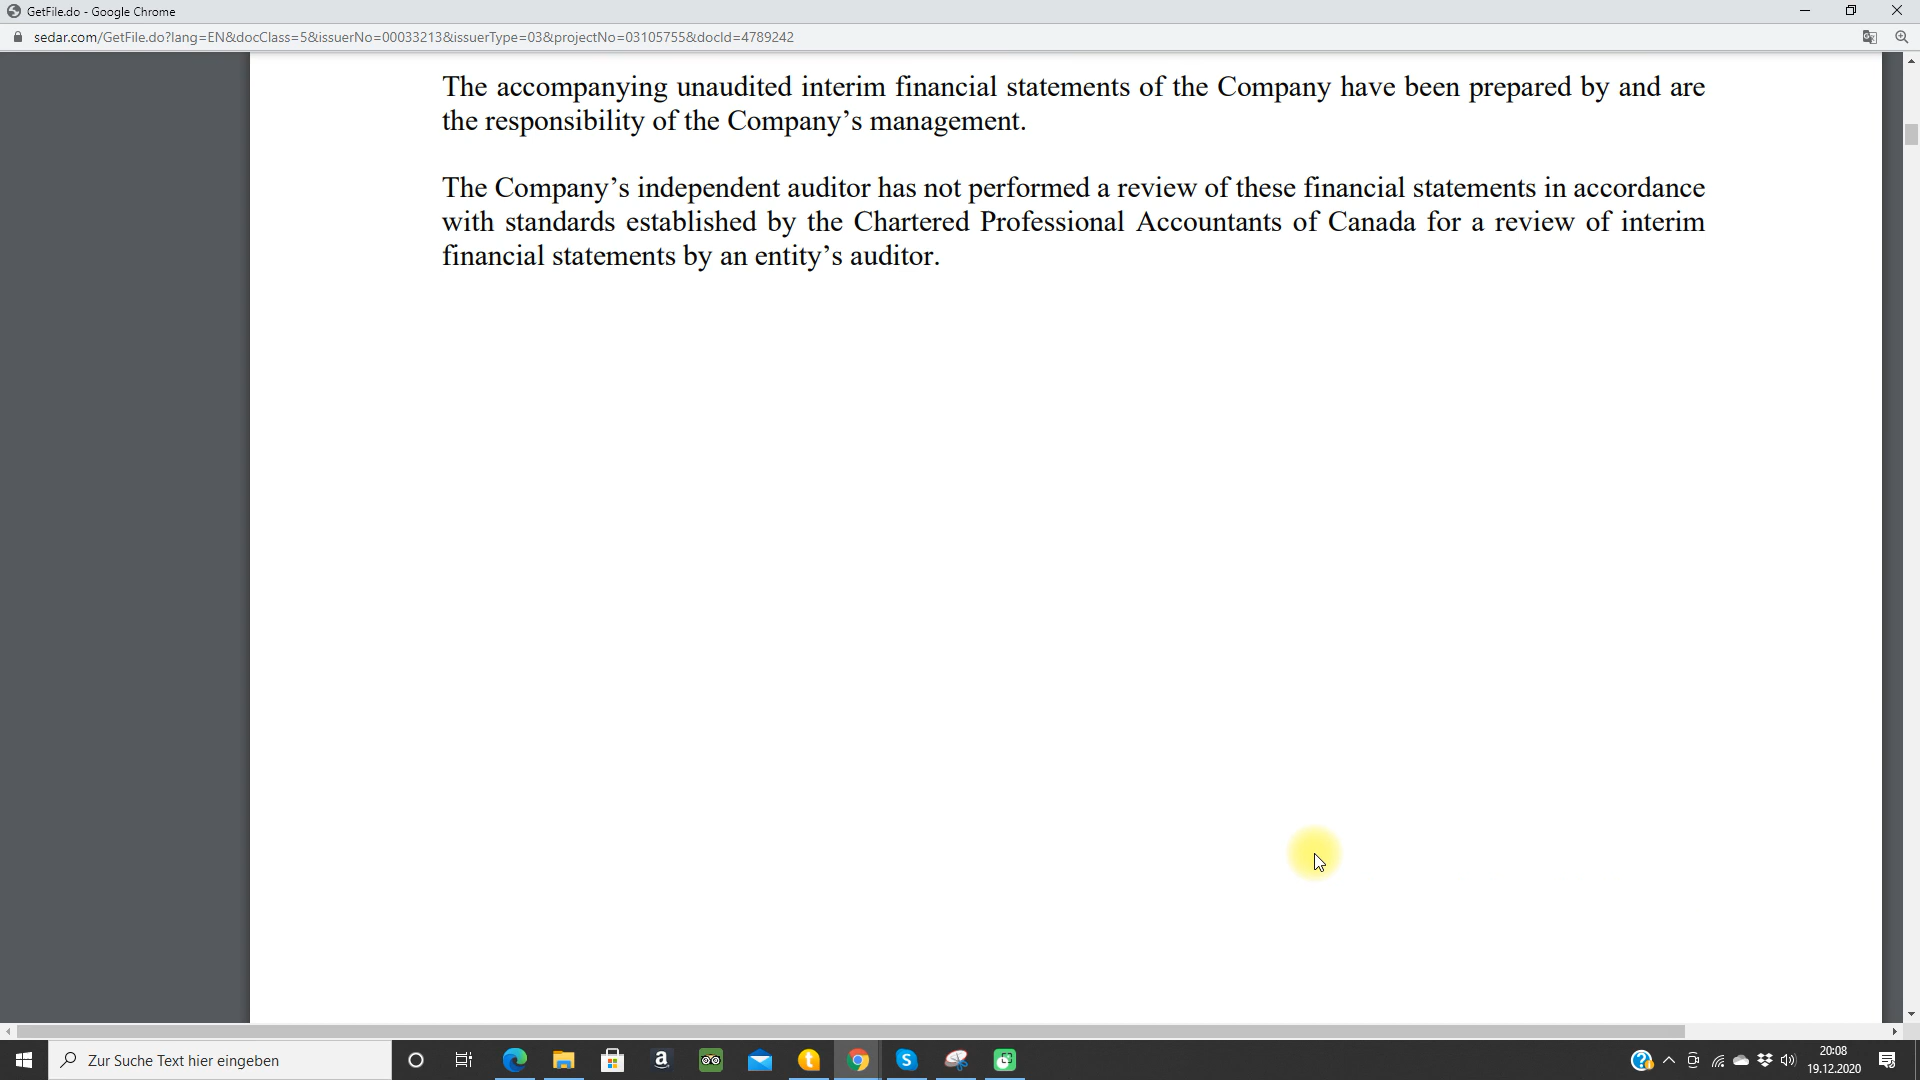 GetFile.do - Google Chrome
sedar.com/GetFile.do?lang=EN&docClass=5&issuerNo=00033213&issuerType=03&projectNo=03105755&docId=4789242
The accompanying unaudited interim financial statements of the Company have been prepared by and are
the responsibility of the Company’s management.
The Company’s independent auditor has not performed a review of these financial statements in accordance
with standards established by the Chartered Professional Accountants of Canada for a review of interim
financial statements by an entity’s auditor.
Zur Suche Text hier eingeben
20:08
19.12.2020